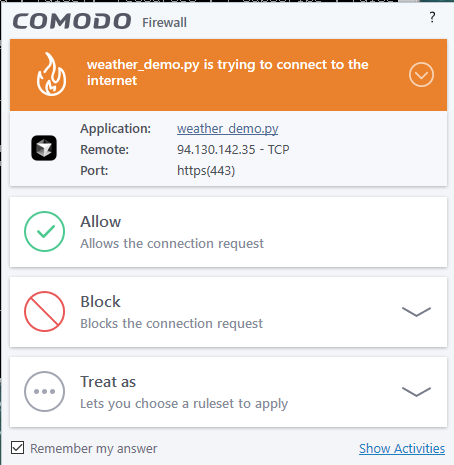 COMODO Firewall ?
weather_demo.py is trying to connect to the
internet
Application: weather_demo.py
Remote: 94.130.142.35 - TCP
Port: https(443)
Allow
Allows the connection request
Block
Blocks the connection request
Treat as
Lets you choose a ruleset to apply
Remember my answer Show Activities